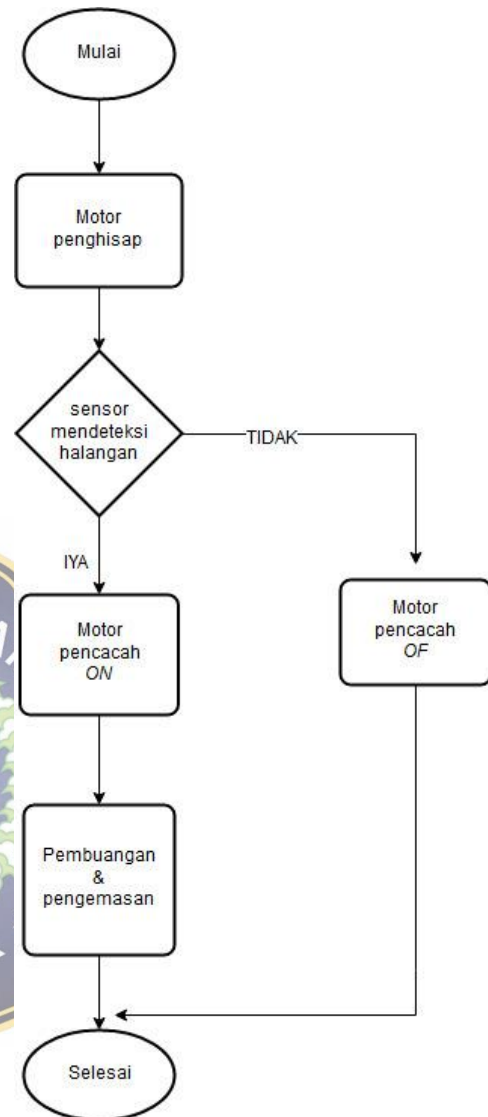 Mulai
Motor
penghisap
sensor
mendeteksi
halangan
TIDAK
IYA
Motor
pencacah
ON
Motor
pencacah
OF
Pembuangan
&
pengemasan
Selesai